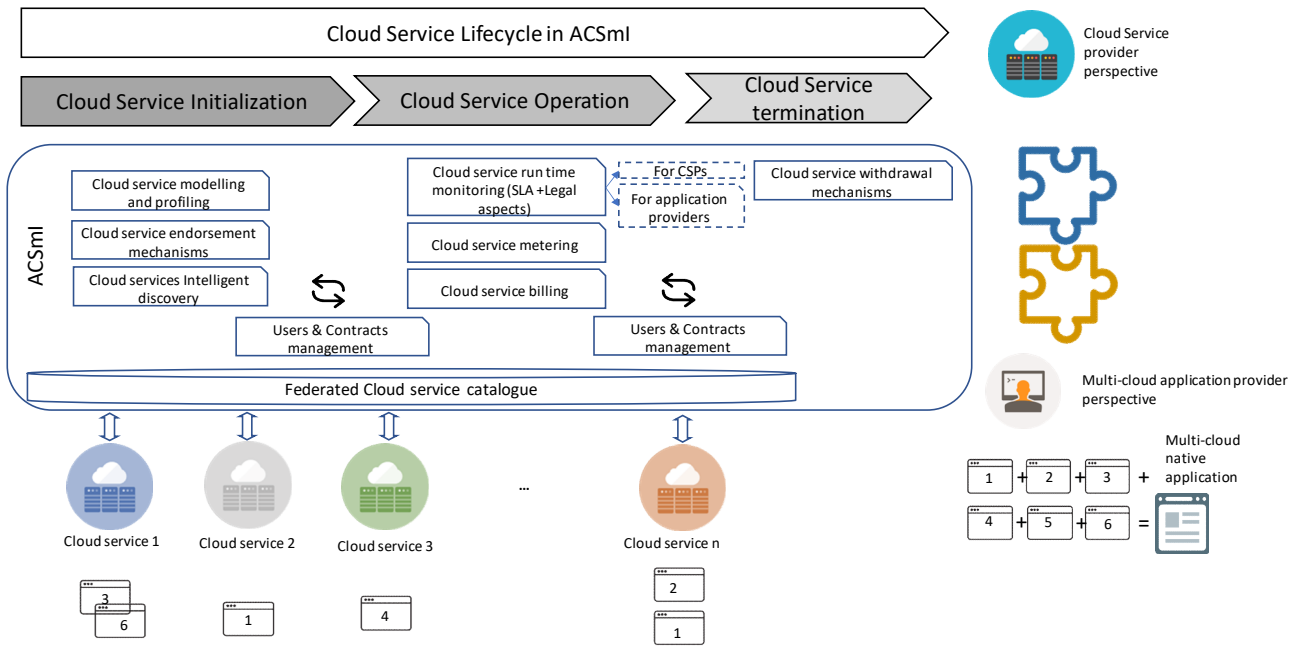 Cloud Service Lifecycle in ACSmI
Cloud Service
provider
perspective
Cloud Service Initialization
Cloud Service Operation
Cloud Service
termination
ACSmI
Cloud service modelling
and profiling
Cloud service endorsement
mechanisms
Cloud services Intelligent
discovery
Users & Contracts
management
Cloud service run time
monitoring (SLA +Legal
aspects)
For CSPs
For application
providers
Cloud service metering
Cloud service billing
Cloud service withdrawal
mechanisms
Users & Contracts
management
Federated Cloud service catalogue
Multi-cloud application provider
perspective
Cloud service 1
Cloud service 2
Cloud service 3
...
Cloud service n
3
6
1
4
2
1
Multi-cloud
native
application
1 + 2 + 3 +
4 + 5 + 6 =